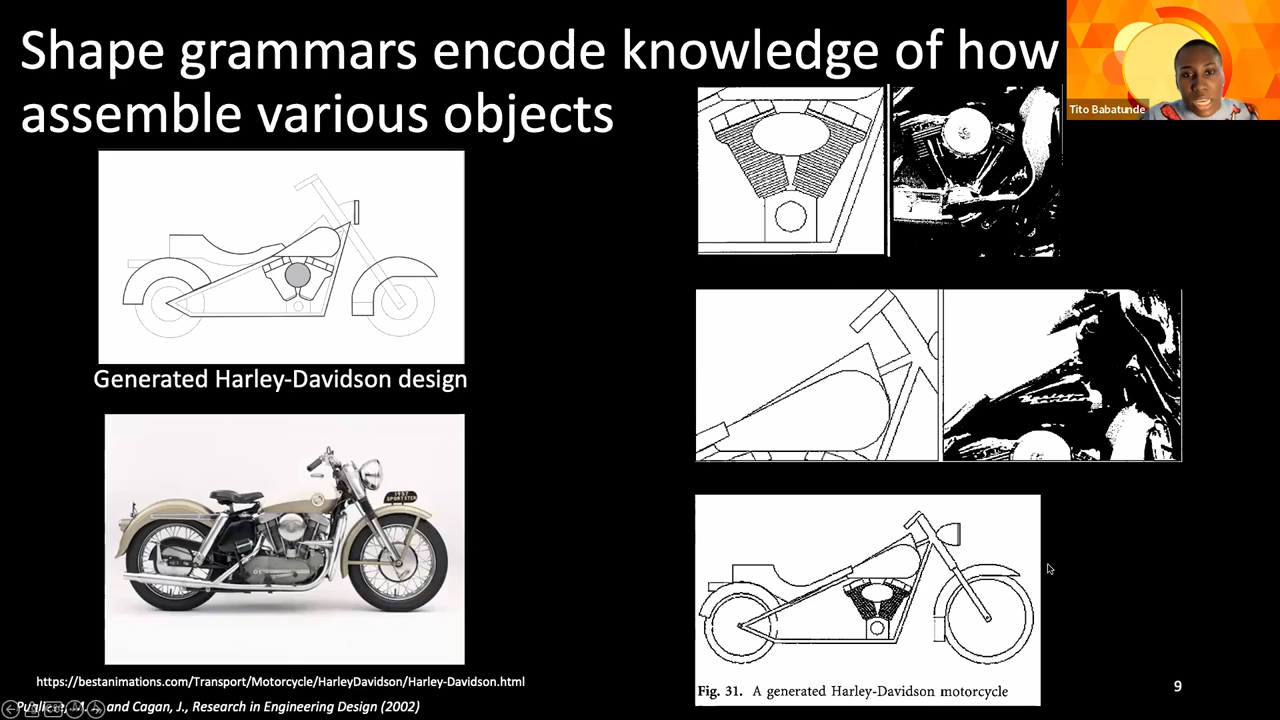 Shape grammars encode knowledge of how
assemble various objects
Tito Babatunde
Generated Harley-Davidson design
1957
SPORTSTER
Fig. 31. A generated Harley-Davidson motorcycle
https://bestanimations.com/Transport/Motorcycle/HarleyDavidson/Harley-Davidson.html
and Cagan, J., Research in Engineering Design (2002)
9